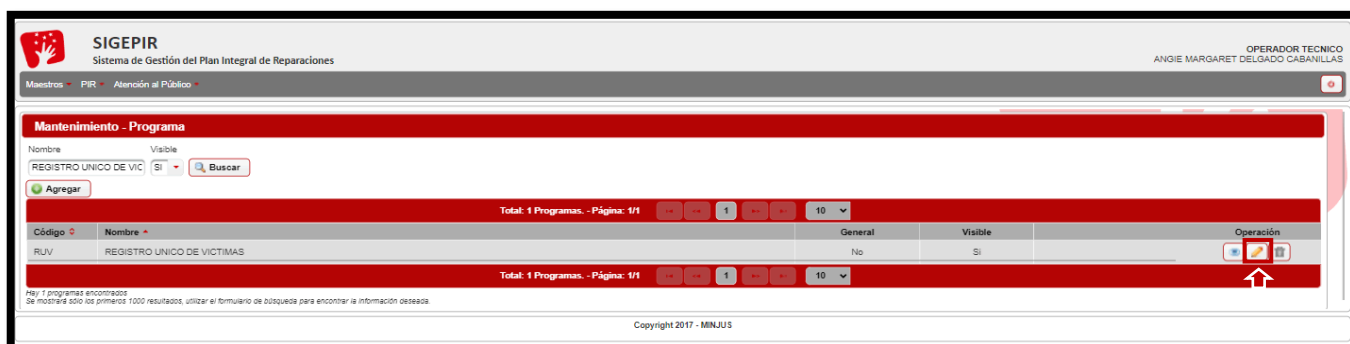 SIGEPIR
Sistema de Gestión del Plan Integral de Reparaciones
OPERADOR TECNICO
ANGIE MARGARET DELGADO CABANILLAS
Maestros PIR Atención al Público
Mantenimiento - Programa
Nombre Visible
REGISTRO UNICO DE VIC SI Buscar
Agregar
Total: 1 Programas. - Página: 1/1 1 10
Código Nombre General Visible Operación
RUV REGISTRO UNICO DE VICTIMAS No Si
Total: 1 Programas. - Página: 1/1 1 10
Hay 1 programas encontrados
Se mostrará sólo los primeros 1000 resultados, utilizar el formulario de búsqueda para encontrar la información deseada.
Copyright 2017 - MINJUS